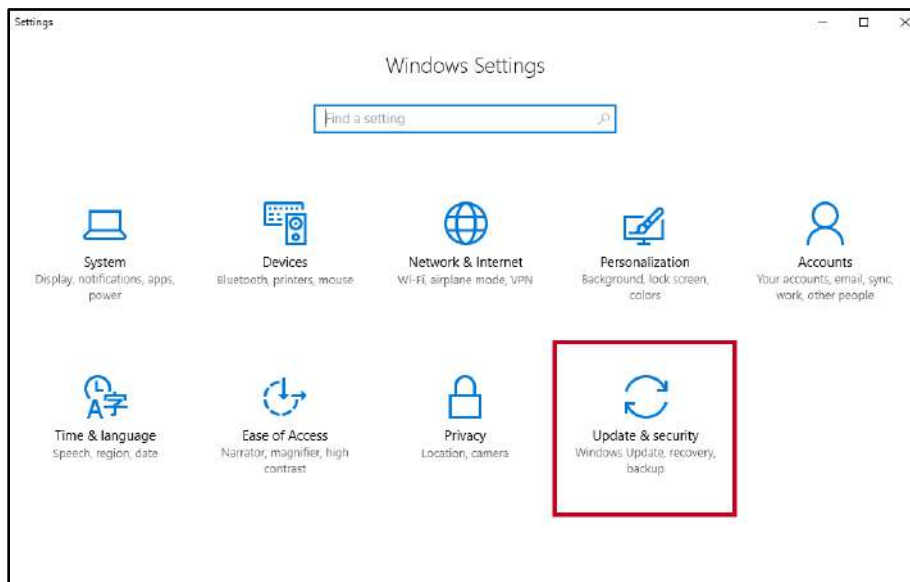 Settings
Windows Settings
Find a setting
System
Display, notifications, apps,
power
Devices
Bluetooth, printers, mouse
Network & Internet
Wi-Fi, airplane mode, VPN
Personalization
Background, lock screen,
colors
Accounts
Your accounts, email, sync,
work, other people
A字
Time & language
Speech, region, date
Ease of Access
Narrator, magnifier, high
contrast
Privacy
Location, camera
Update & security
Windows Update, recovery,
backup